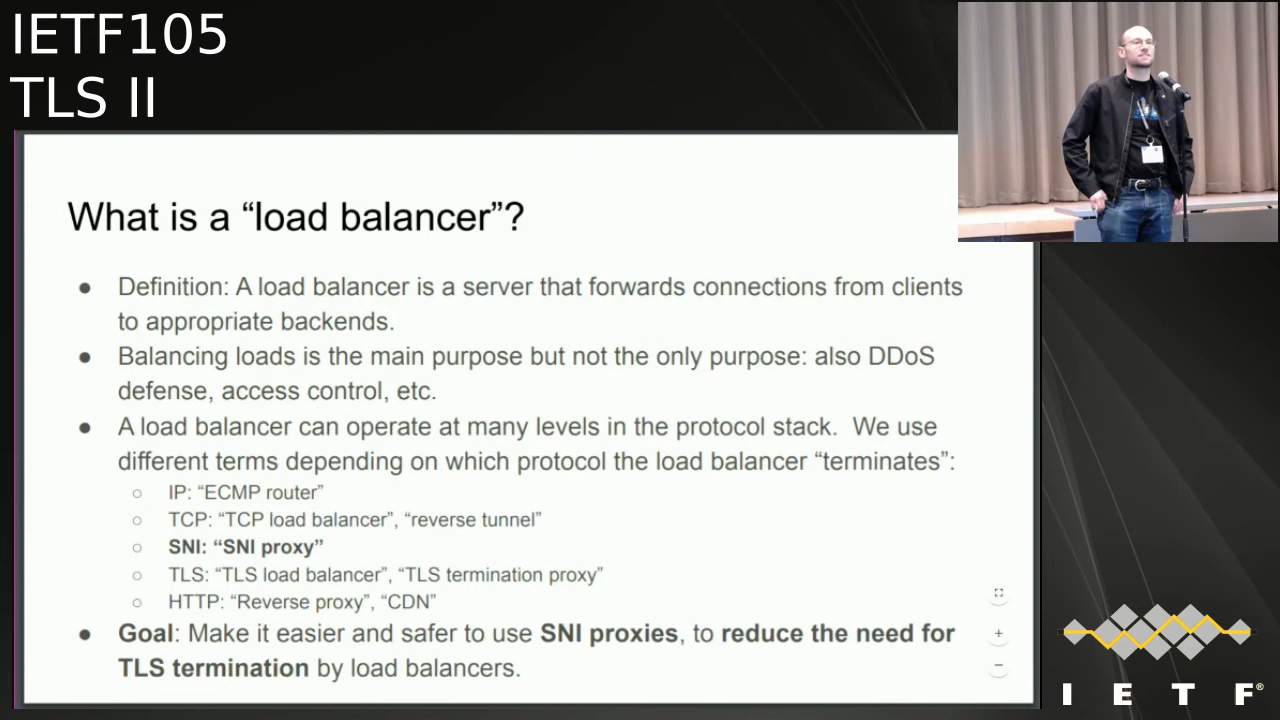 IETF105
TLS II
What is a “load balancer”?
● Definition: A load balancer is a server that forwards connections from clients
to appropriate backends.
● Balancing loads is the main purpose but not the only purpose: also DDoS
defense, access control, etc.
● A load balancer can operate at many levels in the protocol stack.  We use
different terms depending on which protocol the load balancer “terminates”:
○ IP: “ECMP router”
○ TCP: “TCP load balancer”, “reverse tunnel”
○ SNI: “SNI proxy”
○ TLS: “TLS load balancer”, “TLS termination proxy”
○ HTTP: “Reverse proxy”, “CDN”
● Goal: Make it easier and safer to use SNI proxies, to reduce the need for
TLS termination by load balancers.
I E T F®